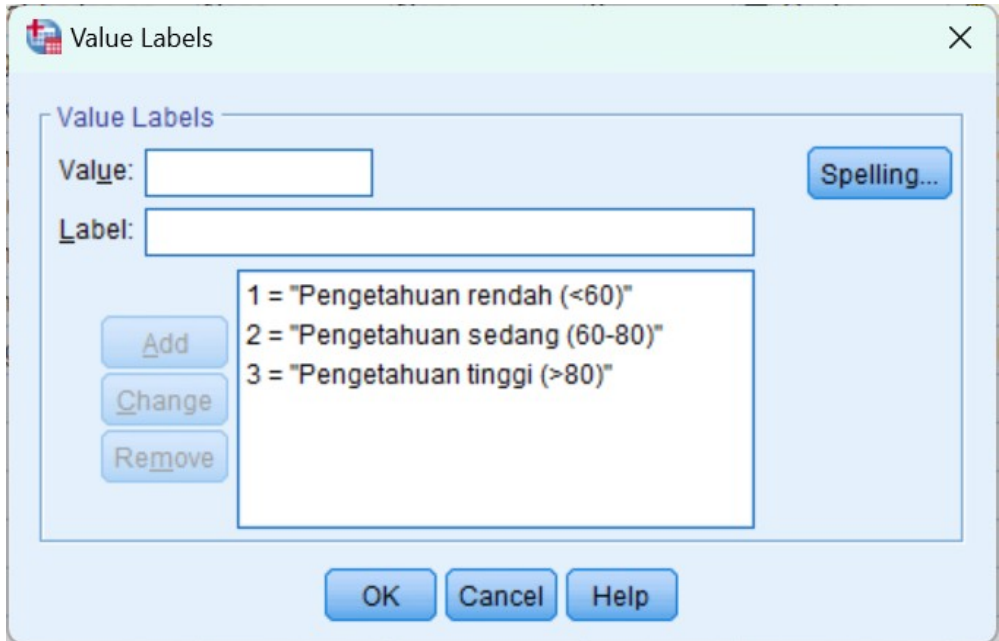 Value Labels
Value Labels
Value:
Spelling...
Label:
1 = "Pengetahuan rendah (<60)"
2 = "Pengetahuan sedang (60-80)"
3 = "Pengetahuan tinggi (>80)"
Add
Change
Remove
OK Cancel Help